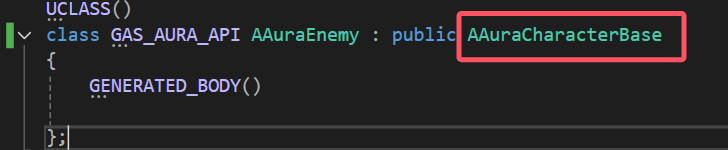 UCLASS()
class GAS_AURA_API AAuraEnemy : public AAuraCharacterBase
{
GENERATED_BODY()
};